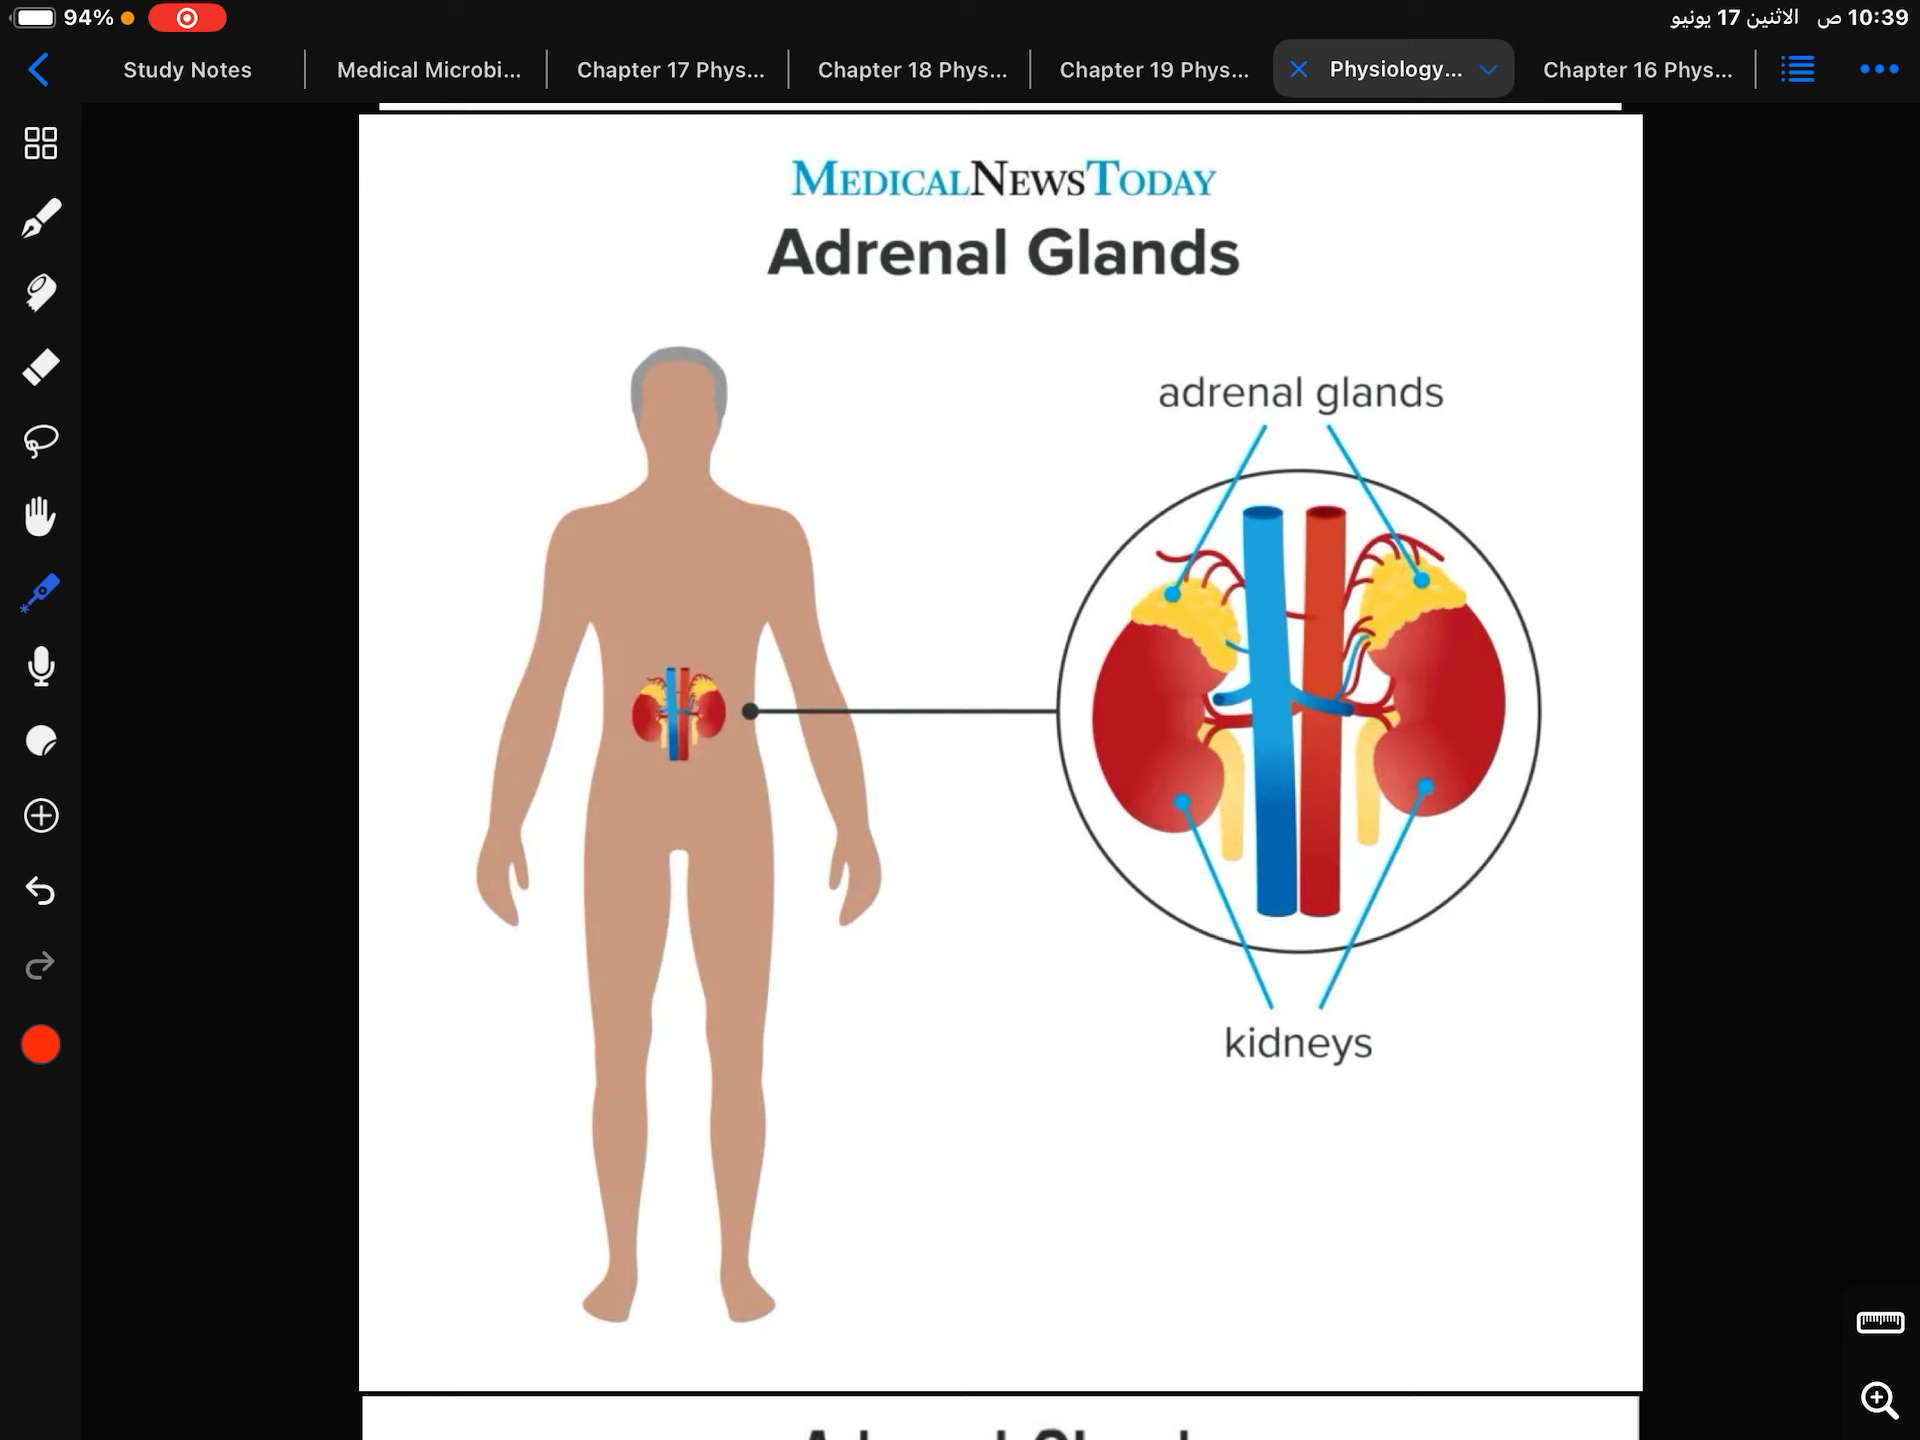 94%
10:39 ص الاثنين 17 يونيو
Study Notes
Medical Microbi...
Chapter 17 Phys...
Chapter 18 Phys...
Chapter 19 Phys...
Physiology...
Chapter 16 Phys...
MEDICALNEWSTODAY
Adrenal Glands
adrenal glands
kidneys